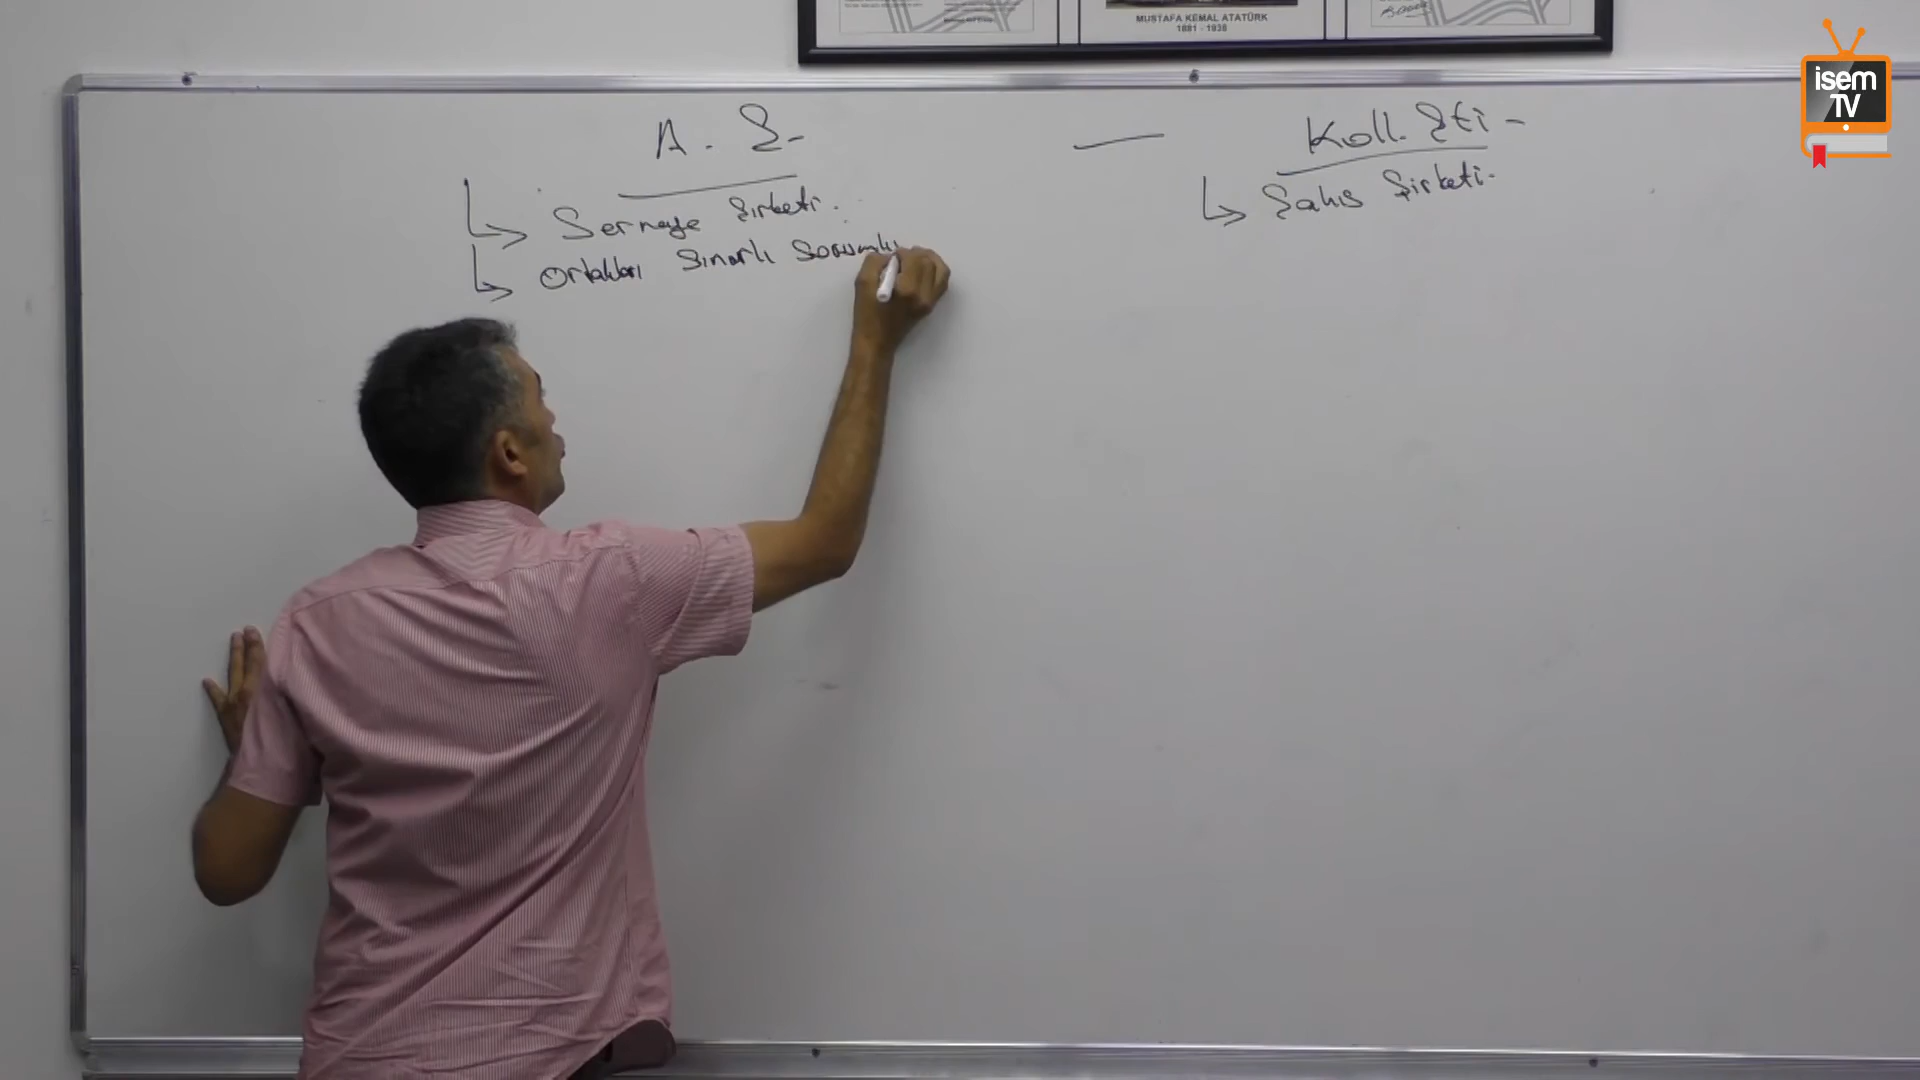 MUSTAFA KEMAL ATATÜRK
1881 - 1938
isem
TV
A. Ş. — Koll. Şti -
Sermaye Şirketi.
Şahıs Şirketi.
Ortakları Sınırlı Sorumlu